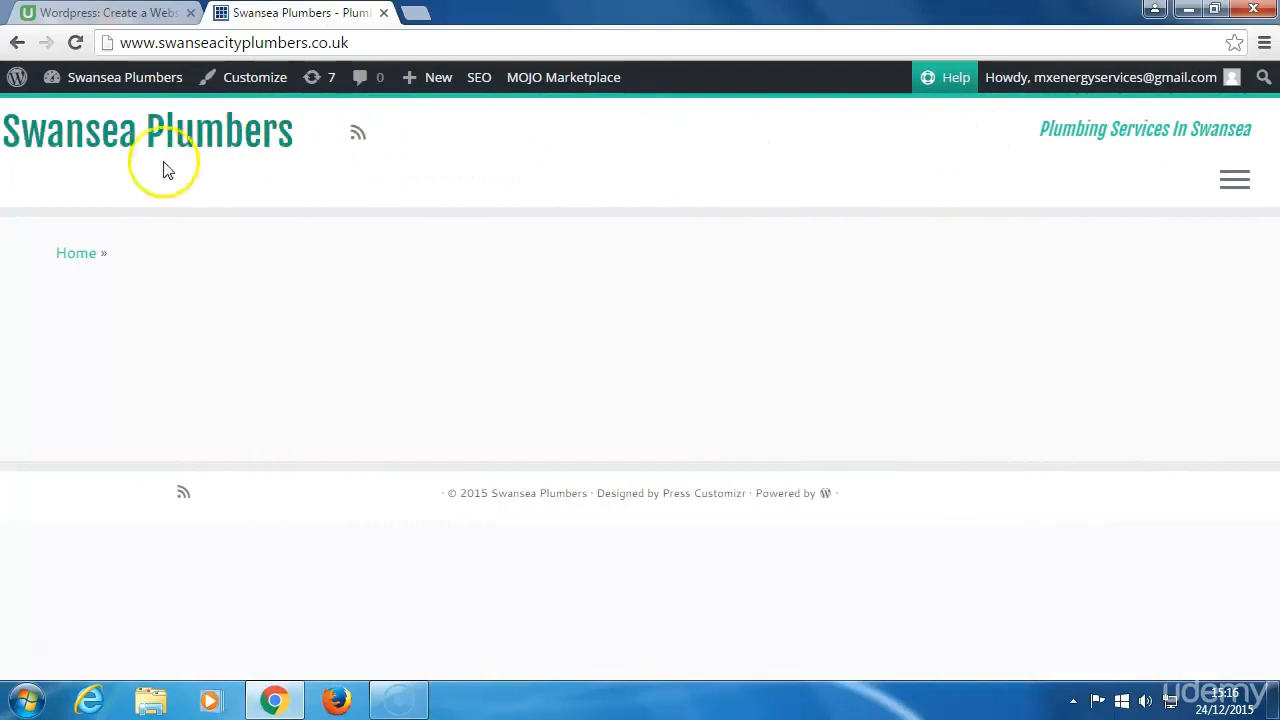 Wordpress: Create a Webs
Swansea Plumbers - Plum
www.swanseacityplumbers.co.uk
Swansea Plumbers Customize 7 0 New SEO MOJO Marketplace Help Howdy, mxenergyservices@gmail.com
Swansea Plumbers
Plumbing Services In Swansea
Home »
· © 2015 Swansea Plumbers · Designed by Press Customizr · Powered by ·
udemy
15:16
24/12/2015